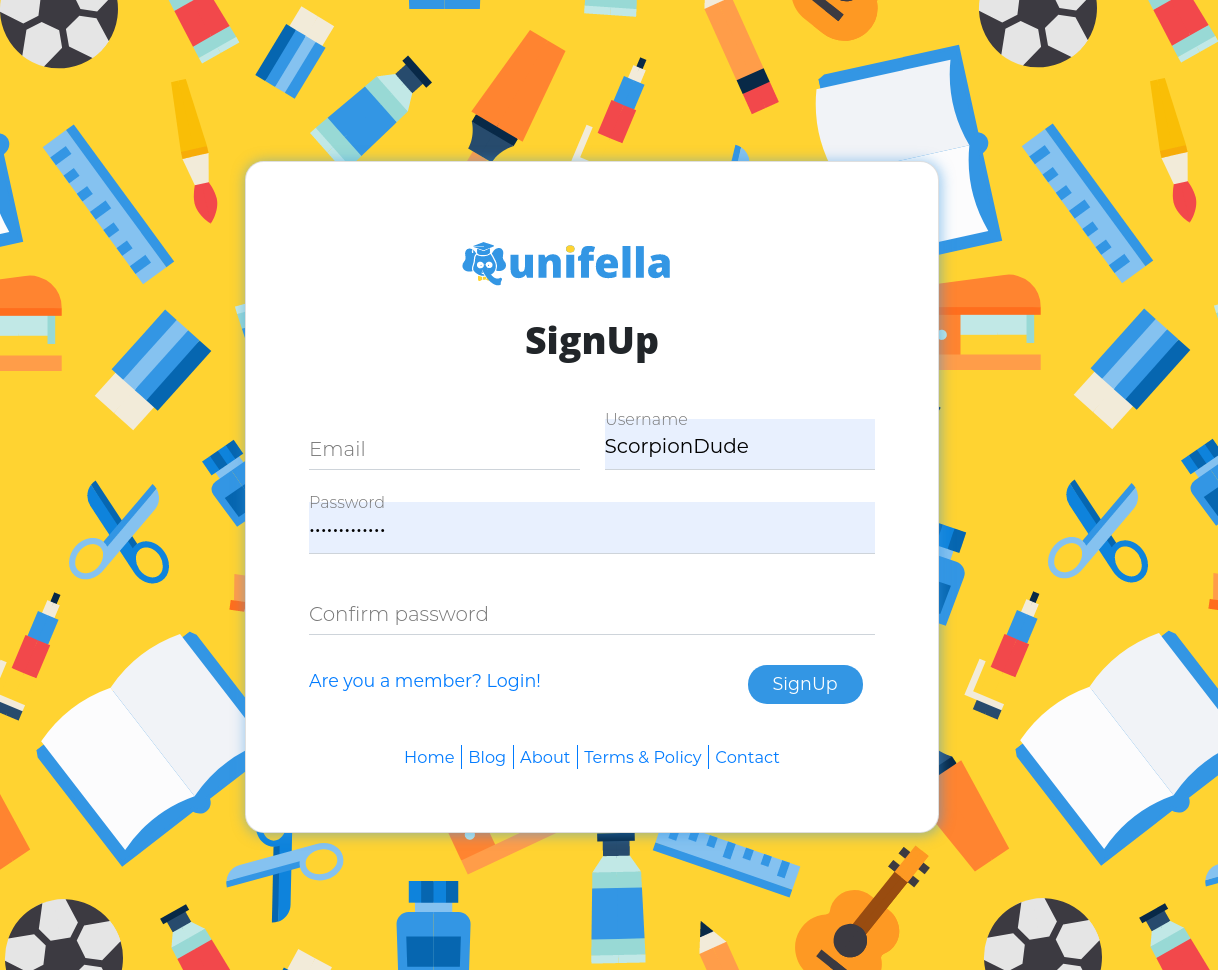 unifella
SignUp
Email
Username
ScorpionDude
Password
•••••••••••••
Confirm password
Are you a member? Login!
SignUp
Home | Blog | About | Terms & Policy | Contact